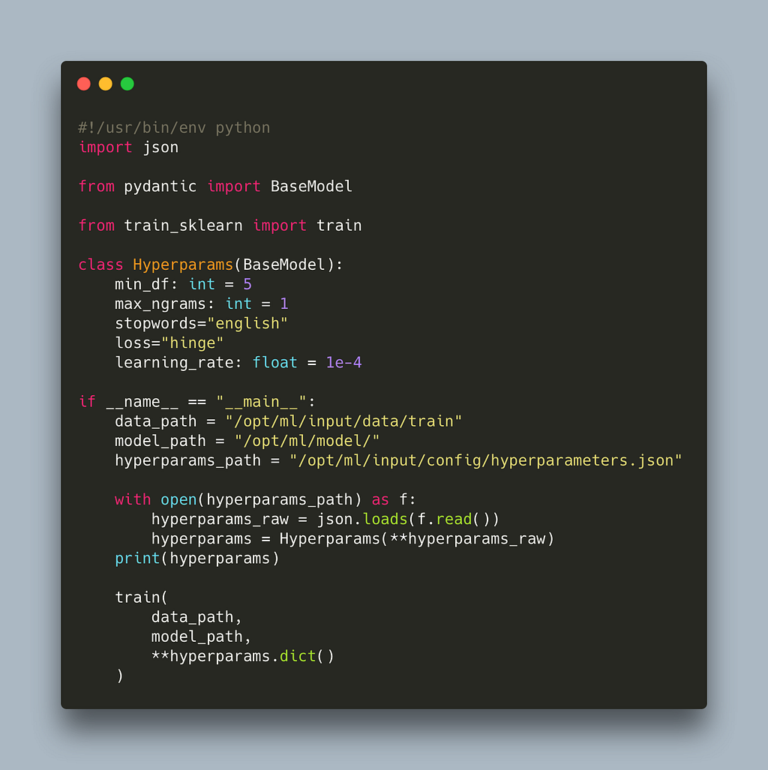 #!/usr/bin/env python
import json

from pydantic import BaseModel

from train_sklearn import train

class Hyperparams(BaseModel):
    min_df: int = 5
    max_ngrams: int = 1
    stopwords="english"
    loss="hinge"
    learning_rate: float = 1e-4

if __name__ == "__main__":
    data_path = "/opt/ml/input/data/train"
    model_path = "/opt/ml/model/"
    hyperparams_path = "/opt/ml/input/config/hyperparameters.json"

    with open(hyperparams_path) as f:
        hyperparams_raw = json.loads(f.read())
        hyperparams = Hyperparams(**hyperparams_raw)
    print(hyperparams)

    train(
        data_path,
        model_path,
        **hyperparams.dict()
    )